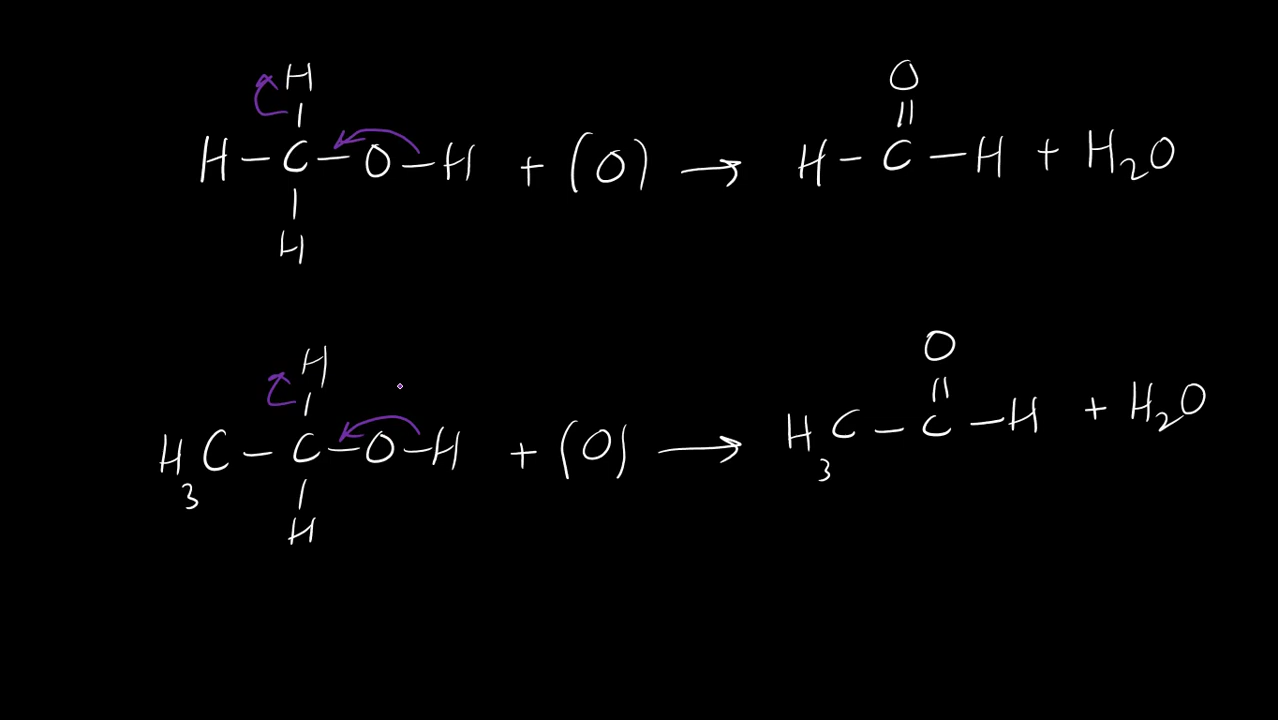 H
O
H-C-O-H + (O) → H-C-H + H2O
H
H
O
H3C-C-O-H + (O) → H3C-C-H + H2O
H